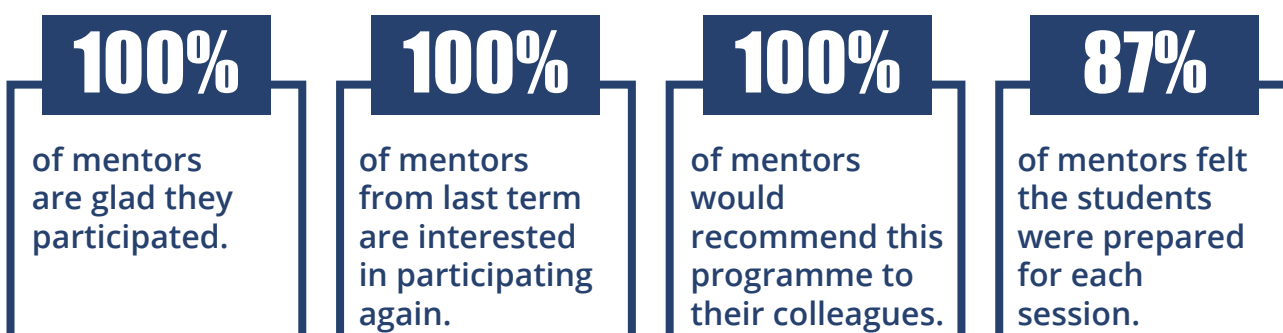 100%
of mentors
are glad they
participated.
100%
of mentors
from last term
are interested
in participating
again.
100%
of mentors
would
recommend this
programme to
their colleagues.
87%
of mentors felt
the students
were prepared
for each
session.